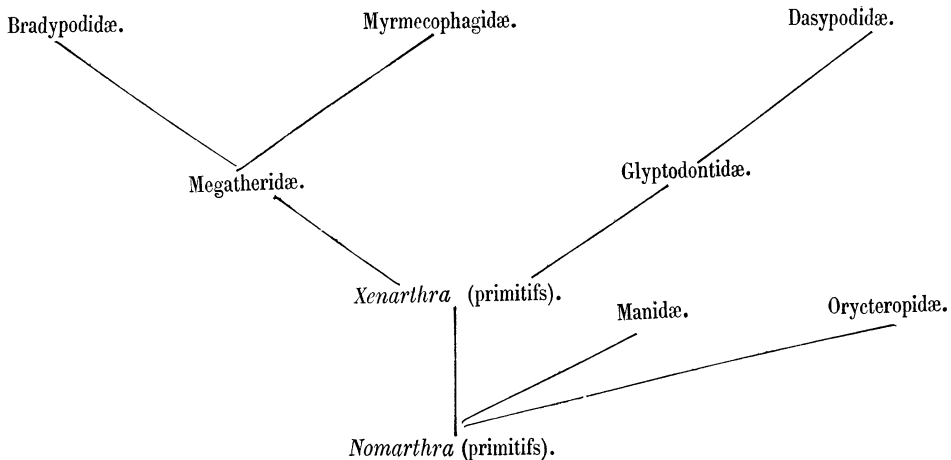 Bradypodidæ.
Myrmecophagidæ.
Dasypodidæ.
Megatheridæ.
Glyptodontidæ.
Xenarthra (primitifs).
Manidæ.
Orycteropidæ.
Nomarthra (primitifs).